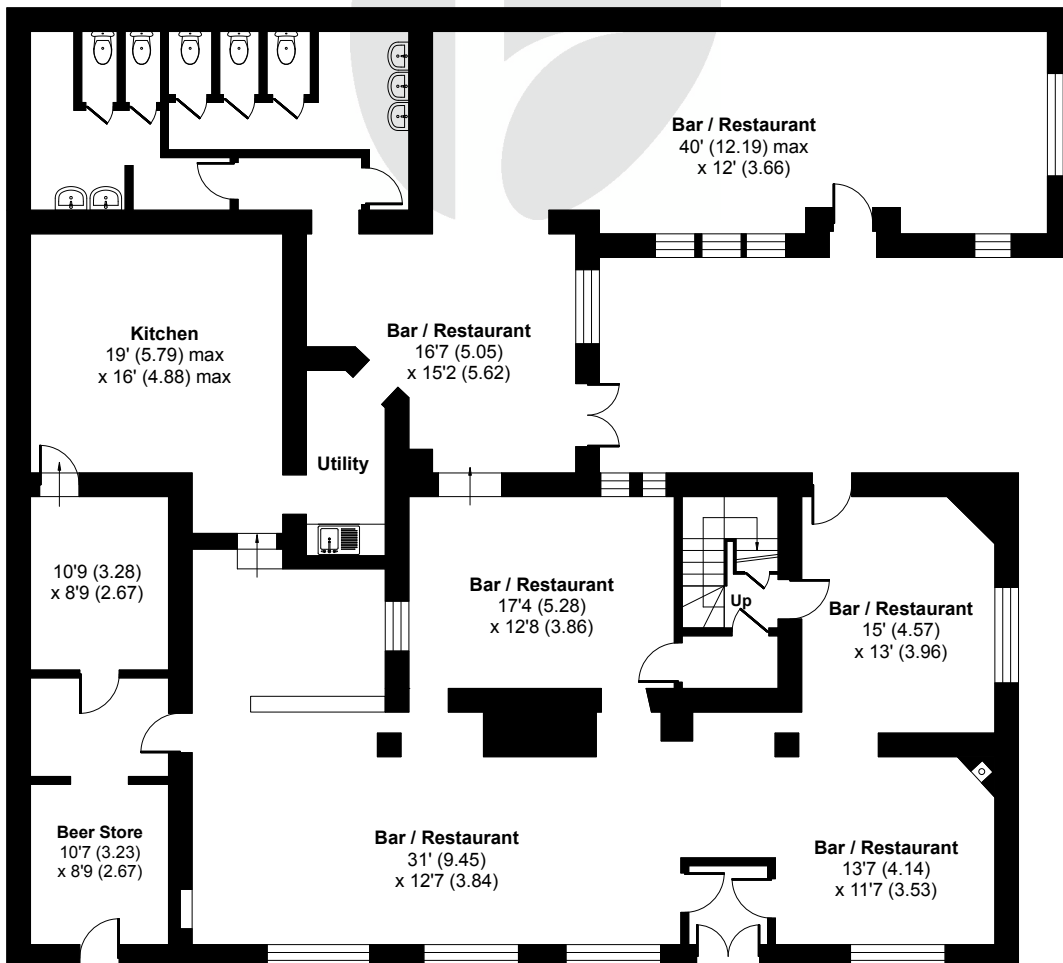 Bar / Restaurant
40' (12.19) max
x 12' (3.66)
Kitchen
19' (5.79) max
x 16' (4.88) max
Bar / Restaurant
16'7 (5.05)
x 15'2 (5.62)
Utility
10'9 (3.28)
x 8'9 (2.67)
Bar / Restaurant
17'4 (5.28)
x 12'8 (3.86)
Up
Bar / Restaurant
15' (4.57)
x 13' (3.96)
Beer Store
10'7 (3.23)
x 8'9 (2.67)
Bar / Restaurant
31' (9.45)
x 12'7 (3.84)
Bar / Restaurant
13'7 (4.14)
x 11'7 (3.53)